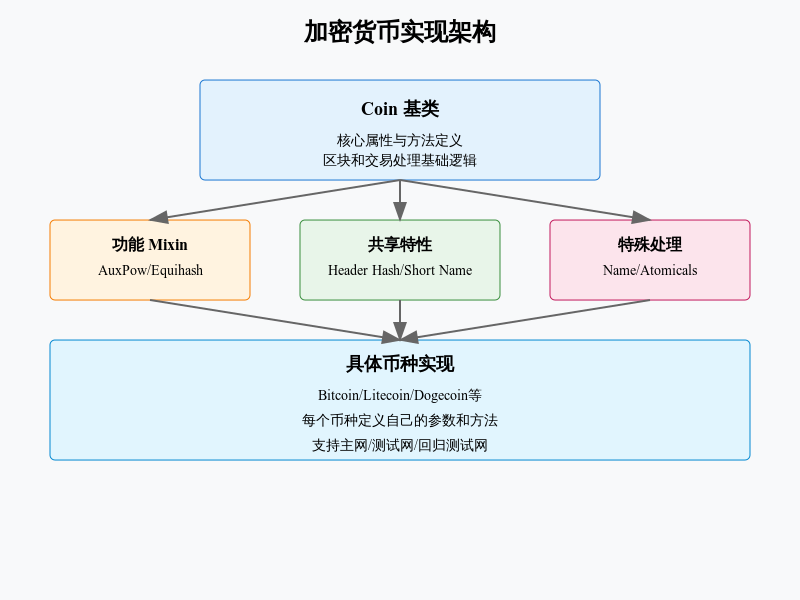 加密货币实现架构
Coin 基类
核心属性与方法定义
区块和交易处理基础逻辑
功能 Mixin
AuxPow/Equihash
共享特性
Header Hash/Short Name
特殊处理
Name/Atomicals
具体币种实现
Bitcoin/Litecoin/Dogecoin等
每个币种定义自己的参数和方法
支持主网/测试网/回归测试网